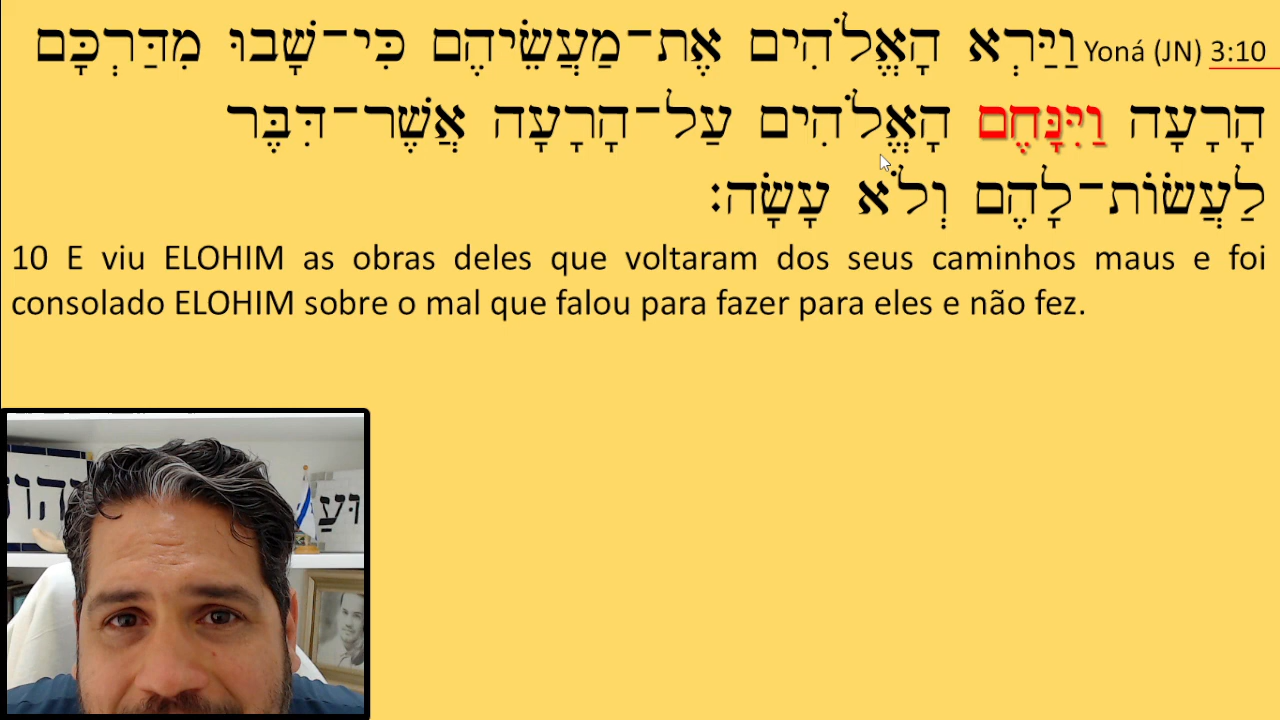 Yoná (JN) 3:10 וַיַּרְא הָאֱלֹהִים אֶת־מַעֲשֵׂיהֶם כִּי־שָׁבוּ מִדַּרְכָּם
הָרָעָה וַיִּנָּחֶם הָאֱלֹהִים עַל־הָרָעָה אֲשֶׁר־דִּבֶּר
לַעֲשׂוֹת־לָהֶם וְלֹא עָשָׂה׃
10 E viu ELOHIM as obras deles que voltaram dos seus caminhos maus e foi
consolado ELOHIM sobre o mal que falou para fazer para eles e não fez.